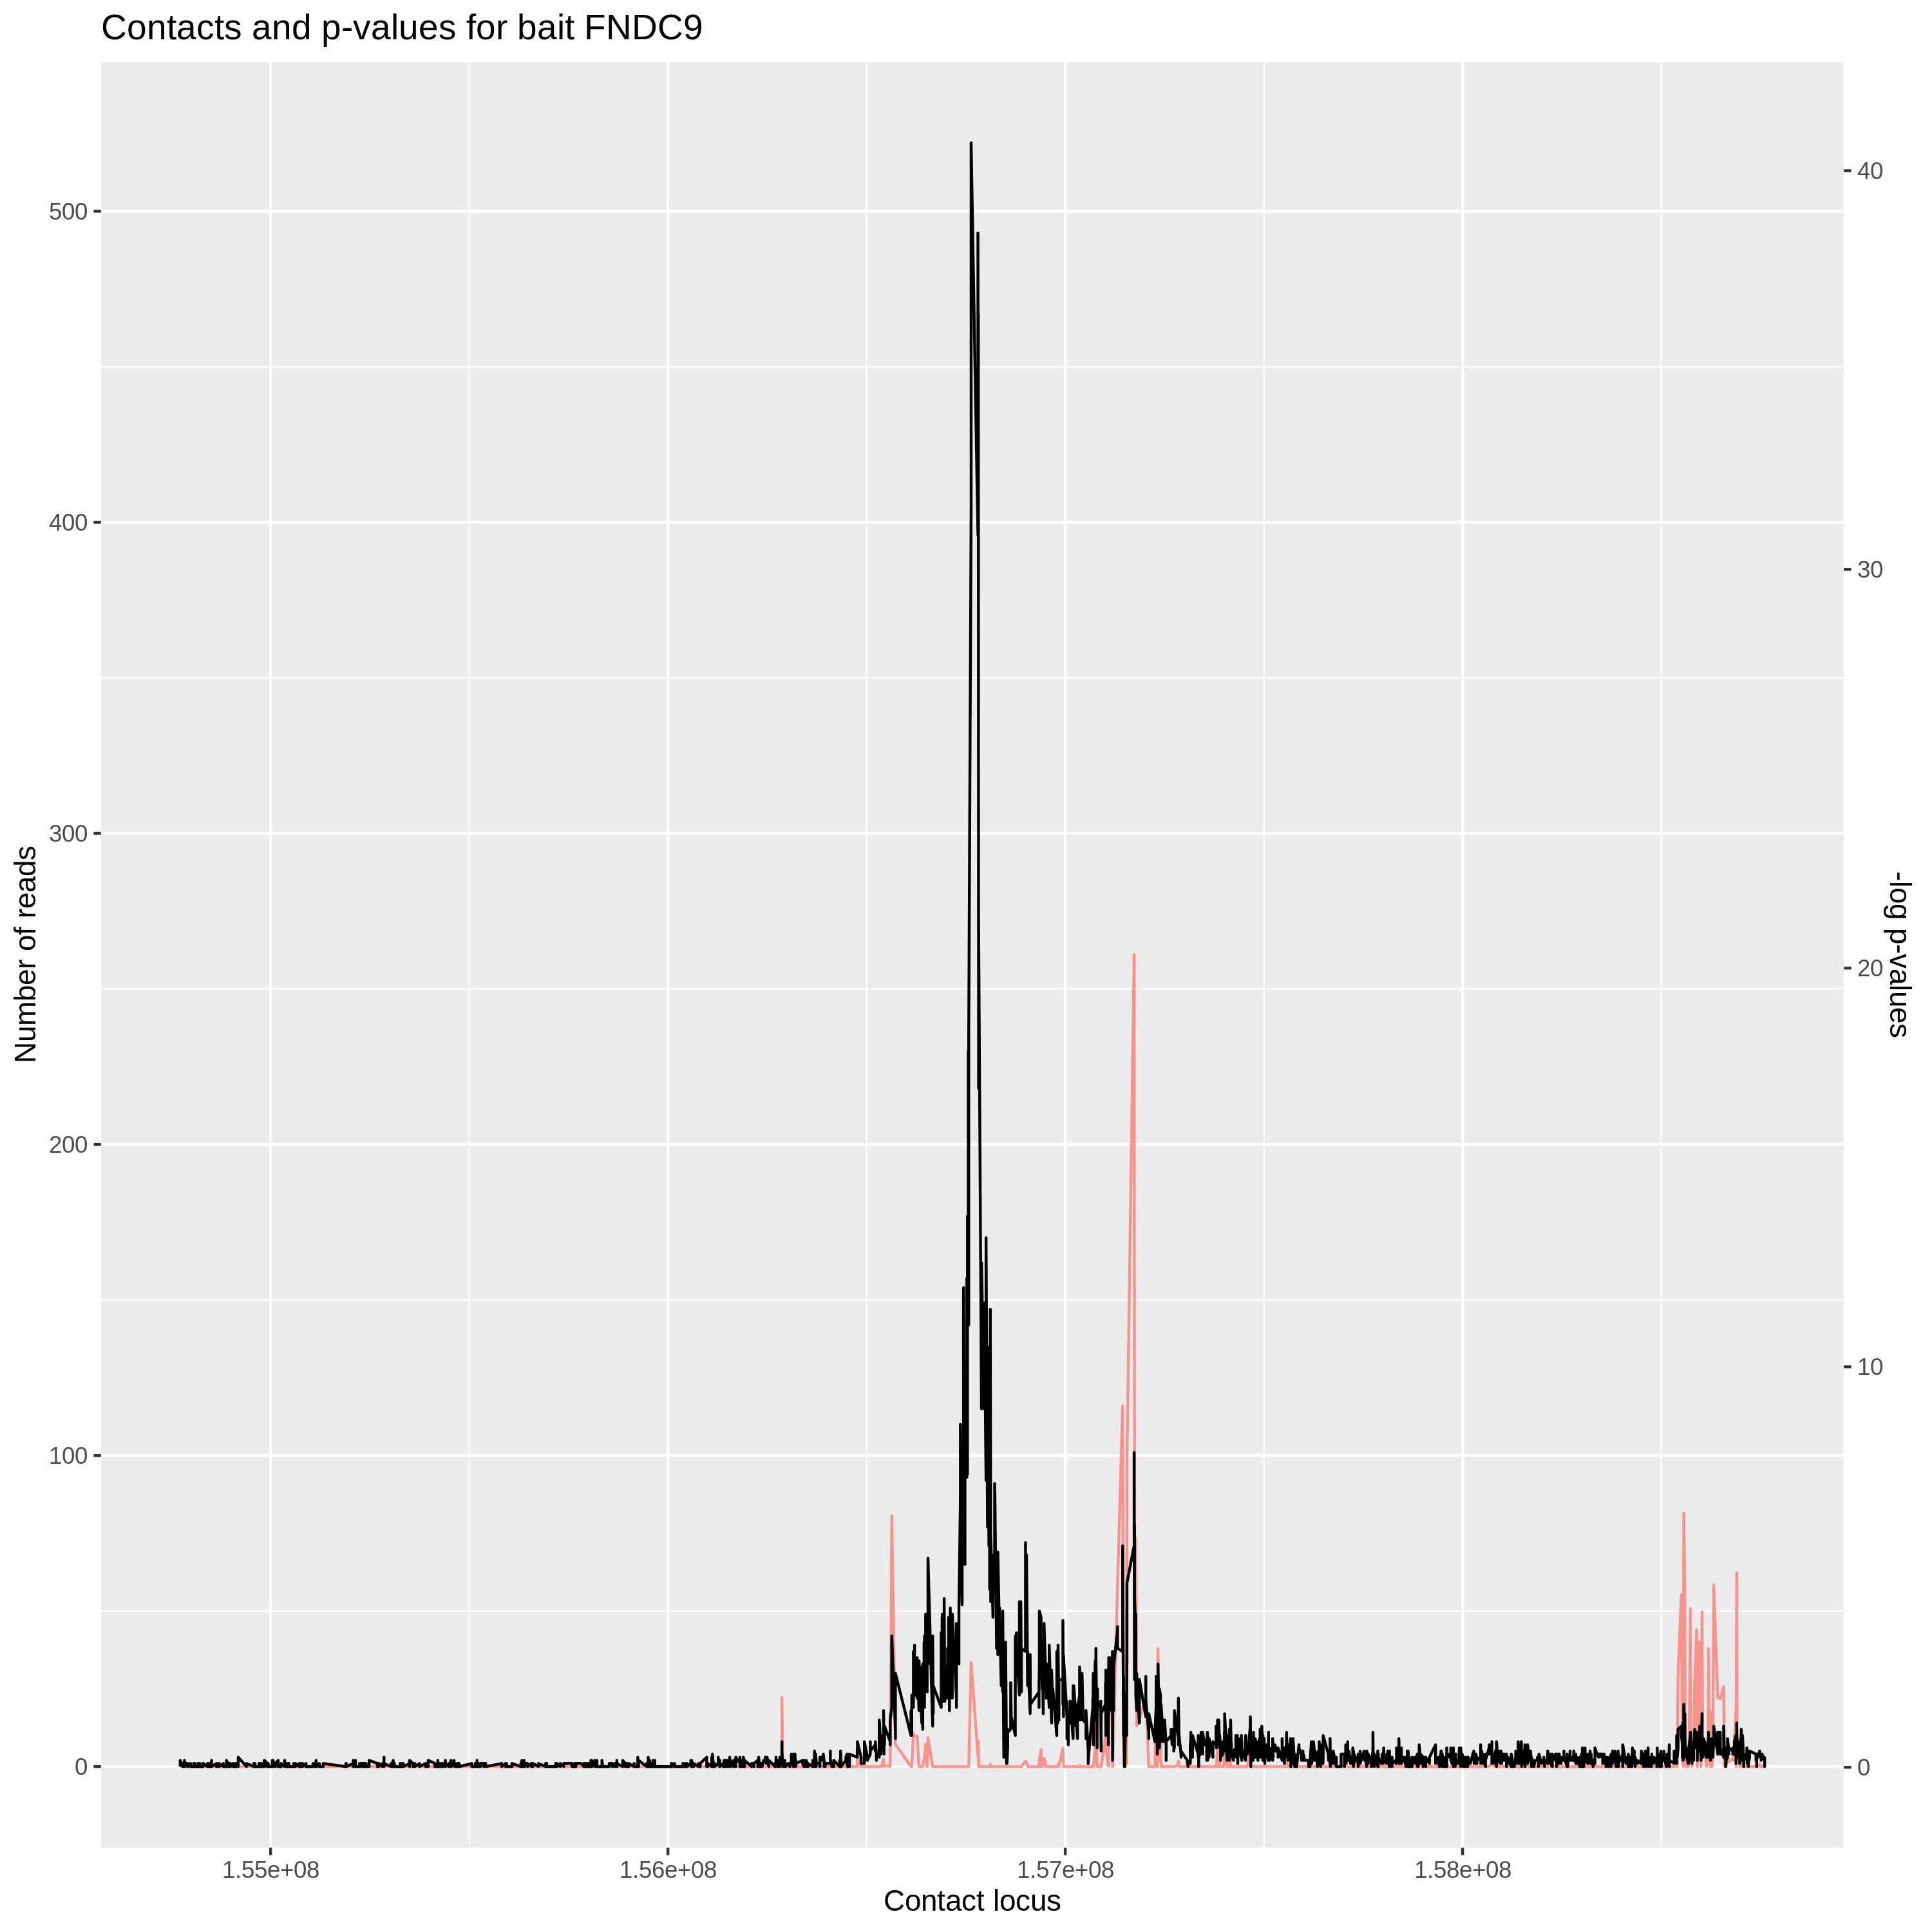 Contacts and p-values for bait FNDC9
Number of reads
500
400
300
200
100
0
40
30
20
10
0
-log p-values
1.55e+08
1.56e+08
1.57e+08
1.58e+08
Contact locus